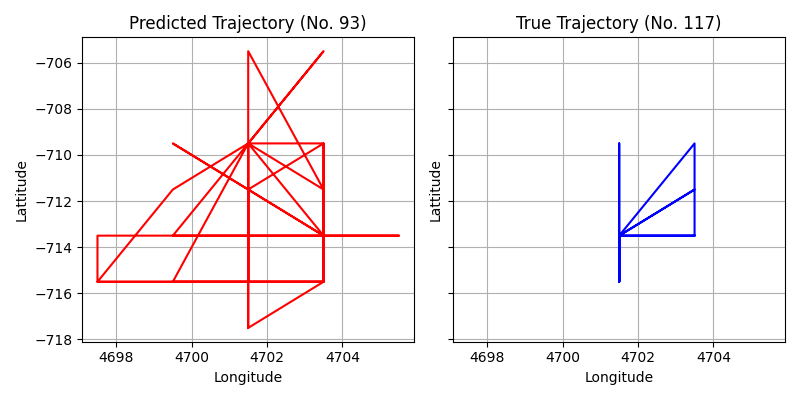 Predicted Trajectory (No. 93)
True Trajectory (No. 117)
−706
−708
−710
−712
−714
−716
−718
Lattitude
Lattitude
4698 4700 4702 4704
4698 4700 4702 4704
Longitude
Longitude